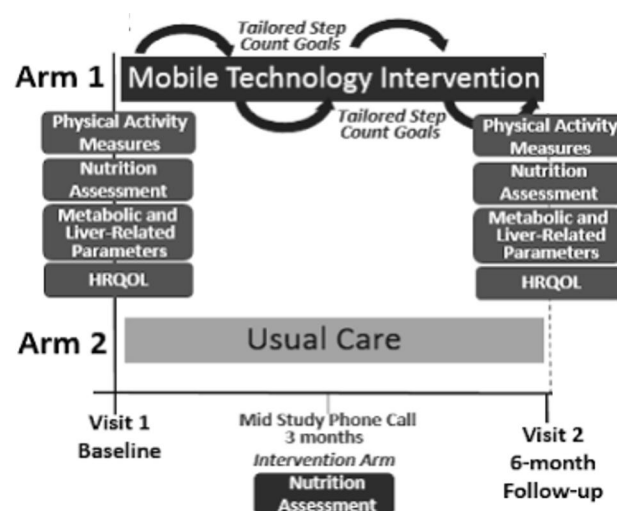 Tailored Step
Count Goals
Arm 1
Mobile Technology Intervention
Tailored Step
Count Goals
Physical Activity
Measures
Nutrition
Assessment
Metabolic and
Liver-Related
Parameters
HRQOL
Physical Activity
Measures
Nutrition
Assessment
Metabolic and
Liver-Related
Parameters
HRQOL
Arm 2
Usual Care
Visit 1
Baseline
Mid Study Phone Call
3 months
Intervention Arm
Nutrition
Assessment
Visit 2
6-month
Follow-up